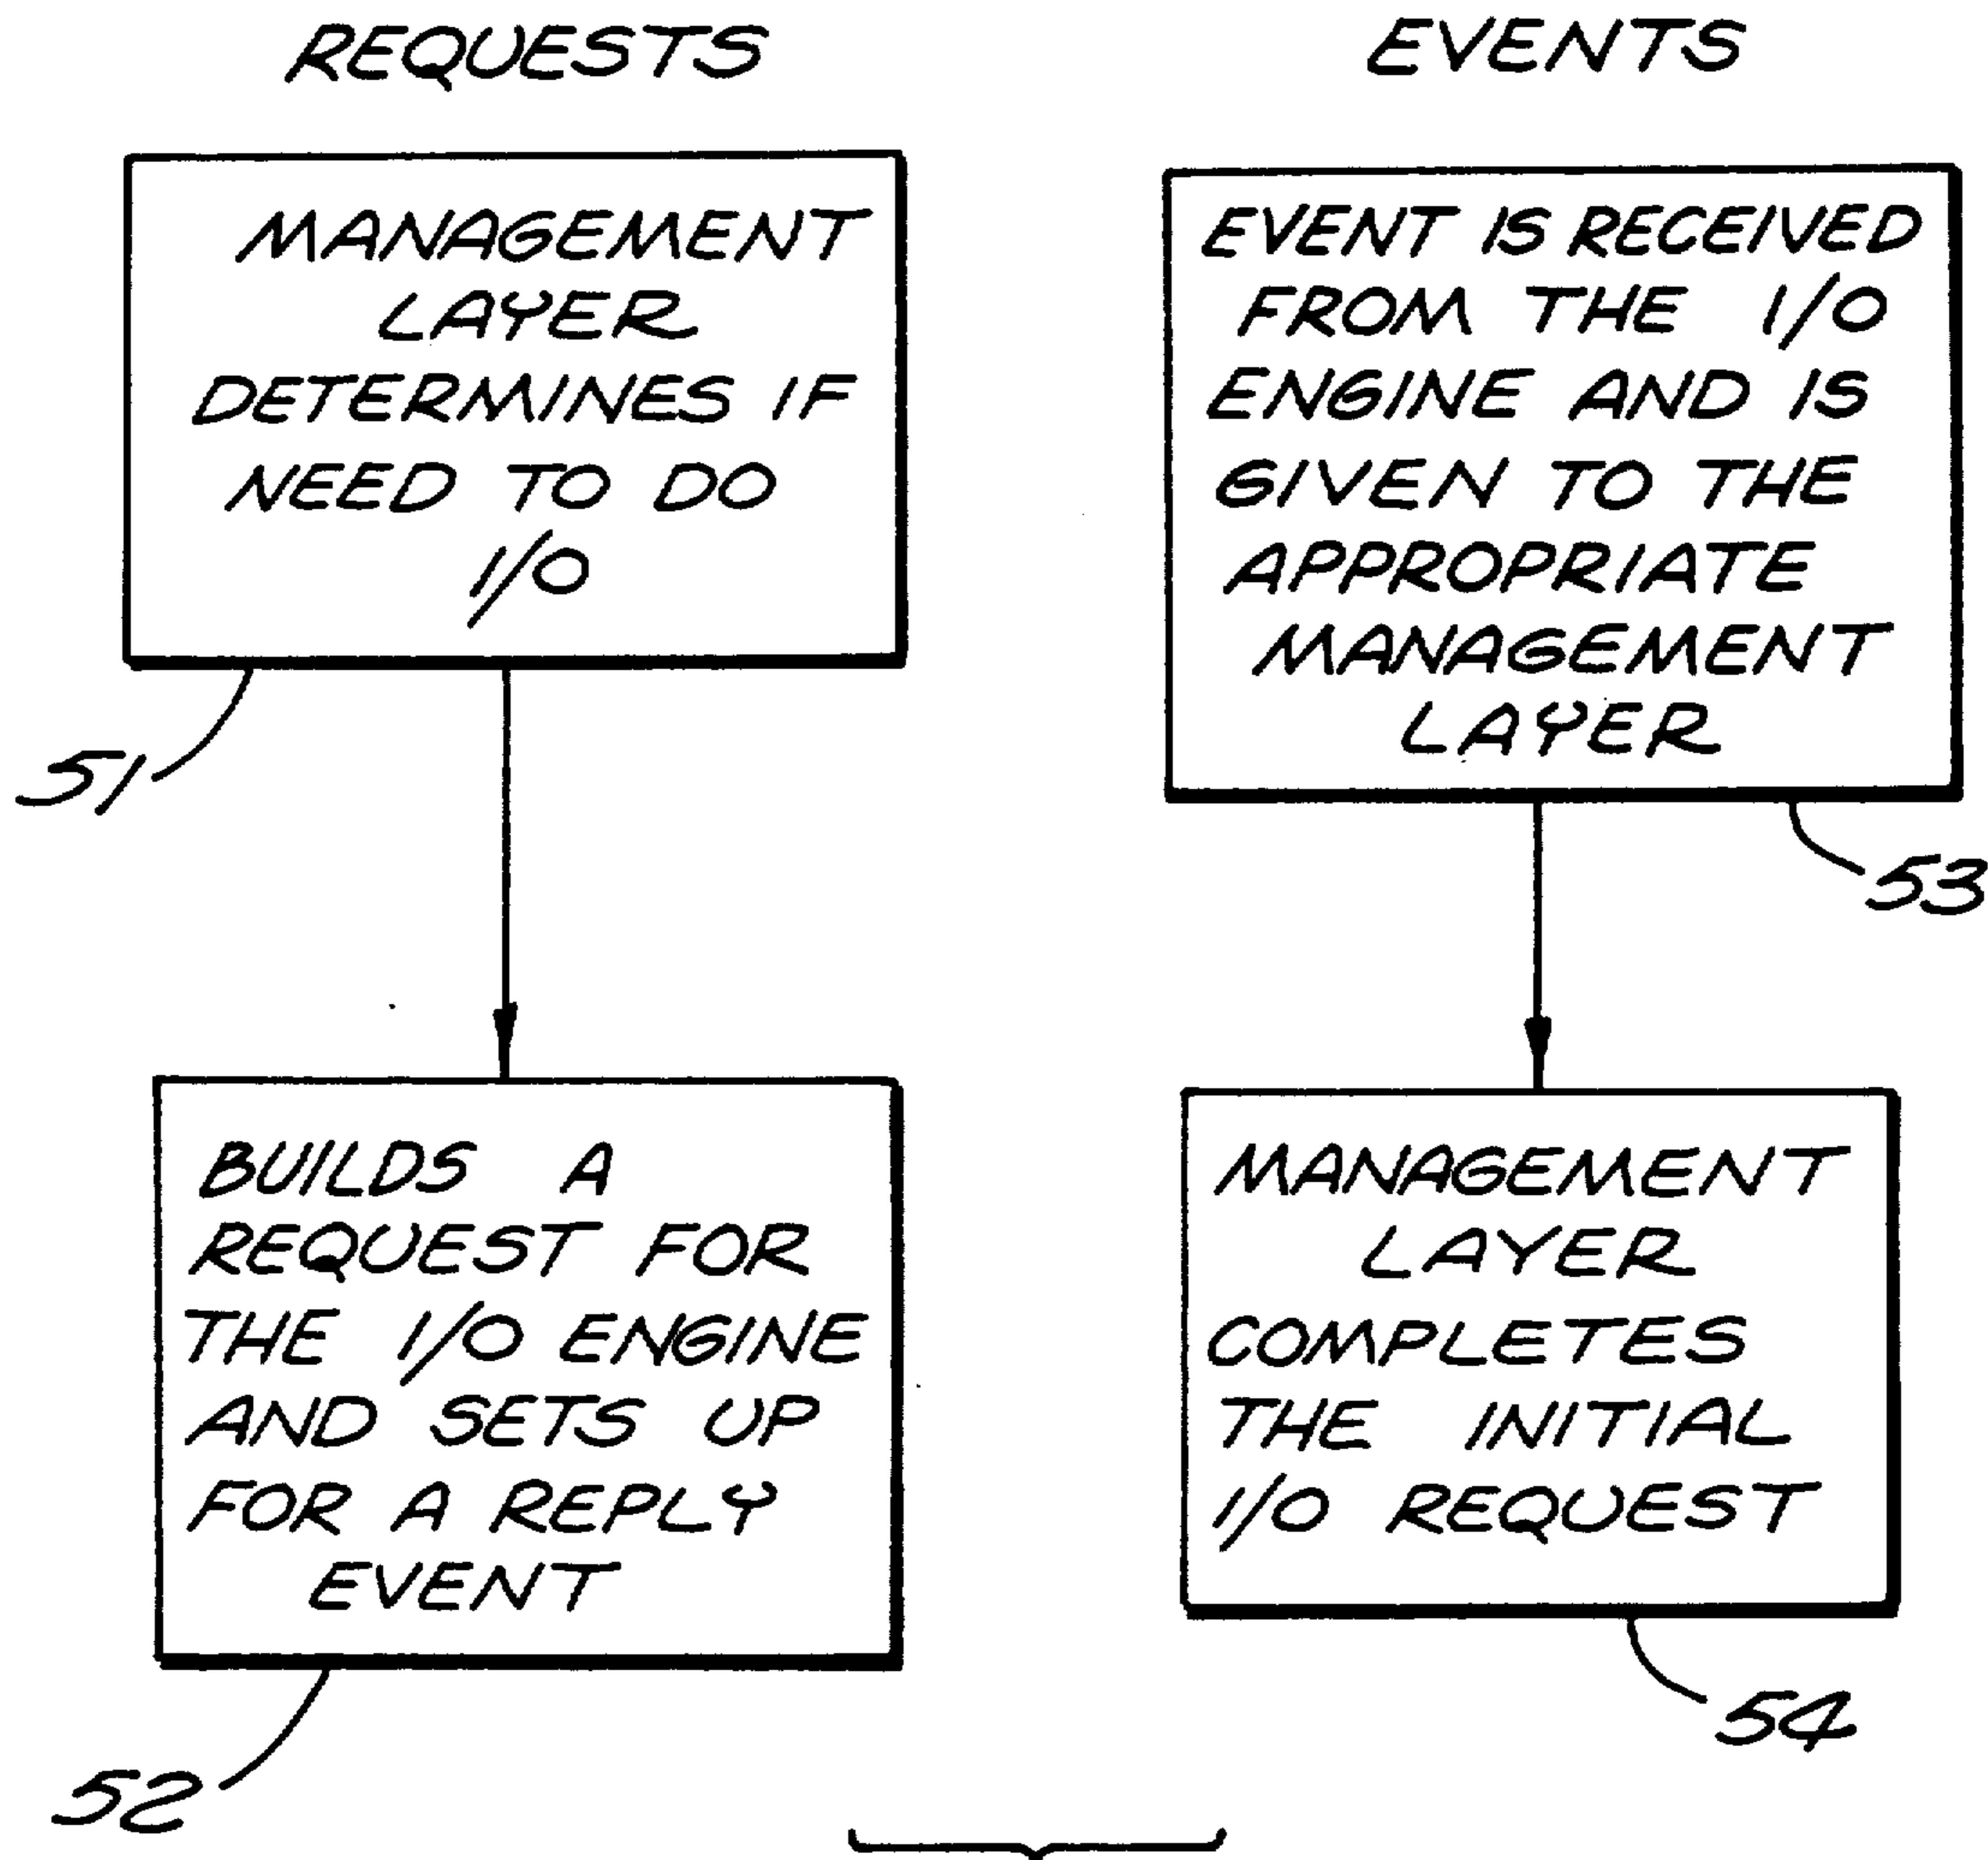 REQUESTS
MANAGEMENT
LAYER
DETERMINES IF
NEED TO DO
I/O
51
BUILDS A
REQUEST FOR
THE I/O ENGINE
AND SETS UP
FOR A REPLY
EVENT
52
EVENTS
EVENT IS RECEIVED
FROM THE I/O
ENGINE AND IS
GIVEN TO THE
APPROPRIATE
MANAGEMENT
LAYER
53
MANAGEMENT
LAYER
COMPLETES
THE INITIAL
I/O REQUEST
54